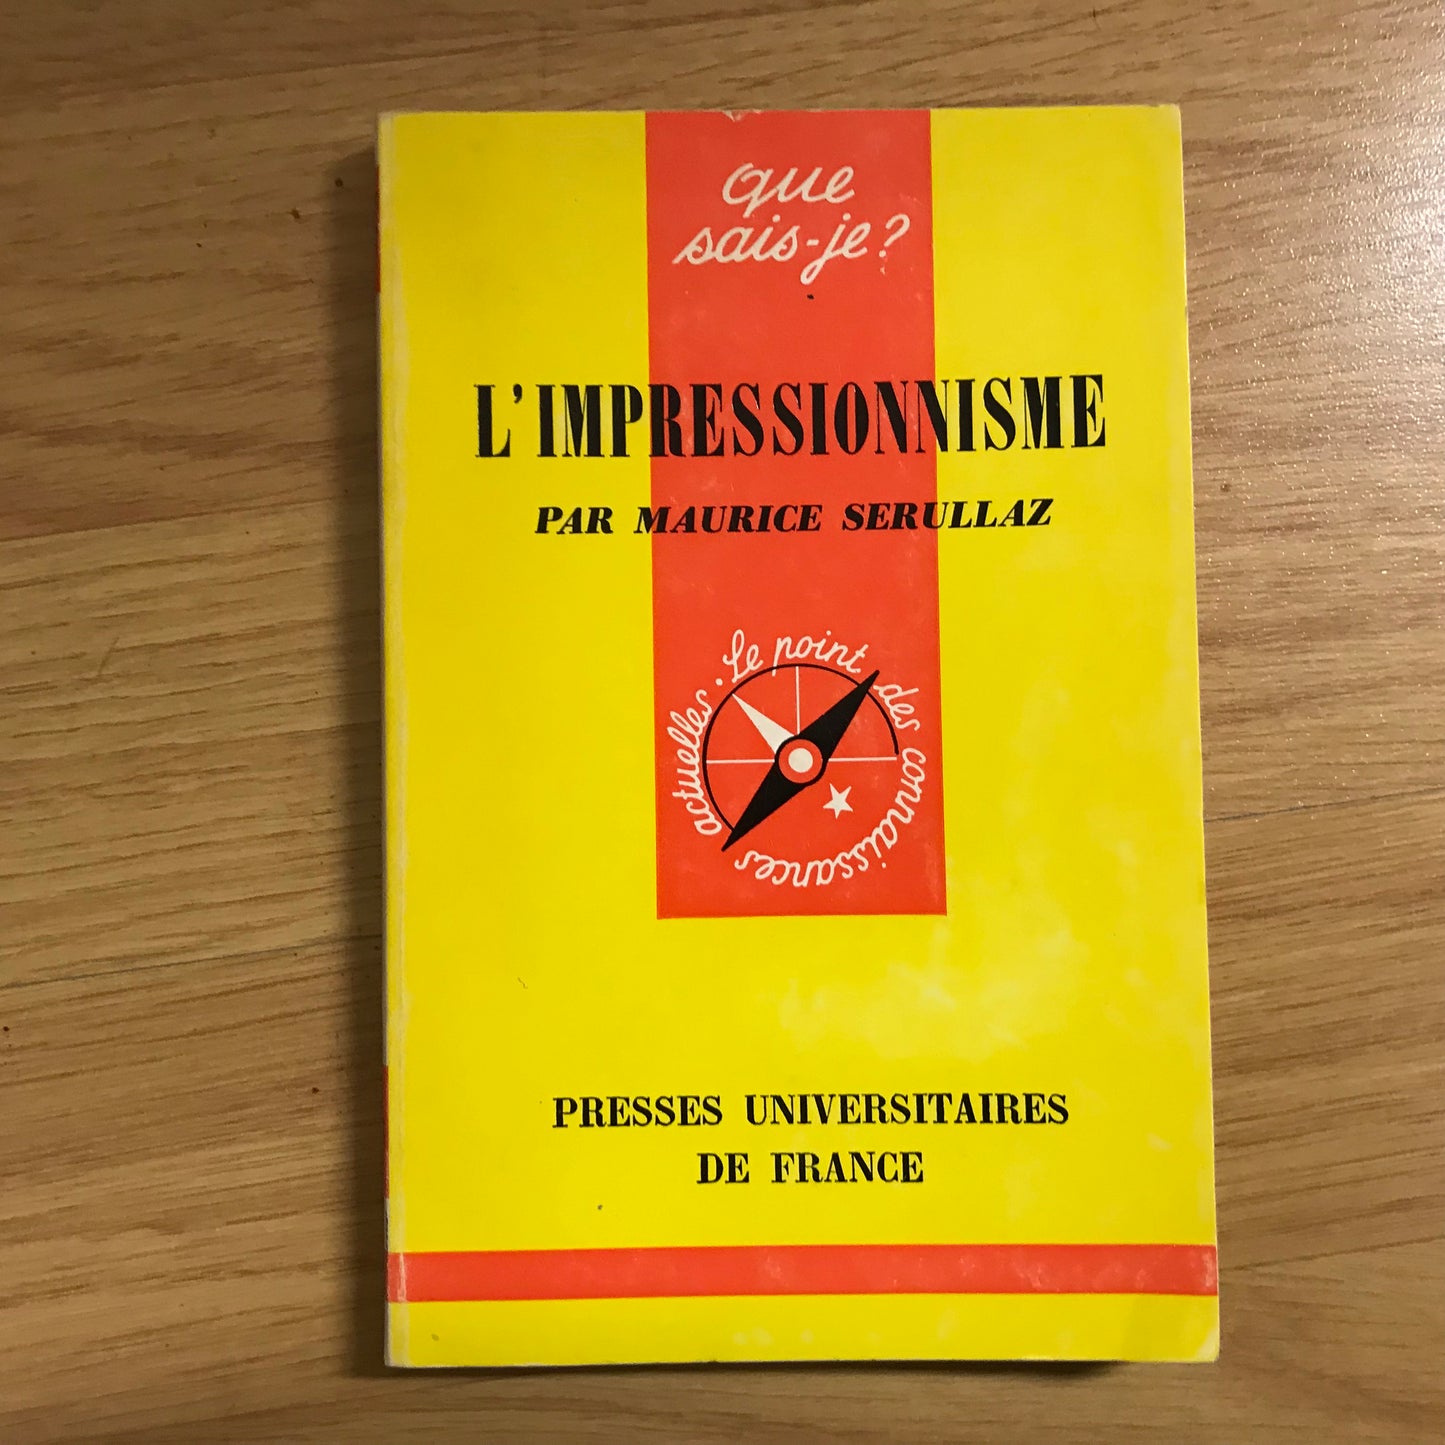 que
sais-je?
L'IMPRESSIONNISME
PAR MAURICE SERULLAZ
Le point des connaissances actuelles.
PRESSES UNIVERSITAIRES
DE FRANCE